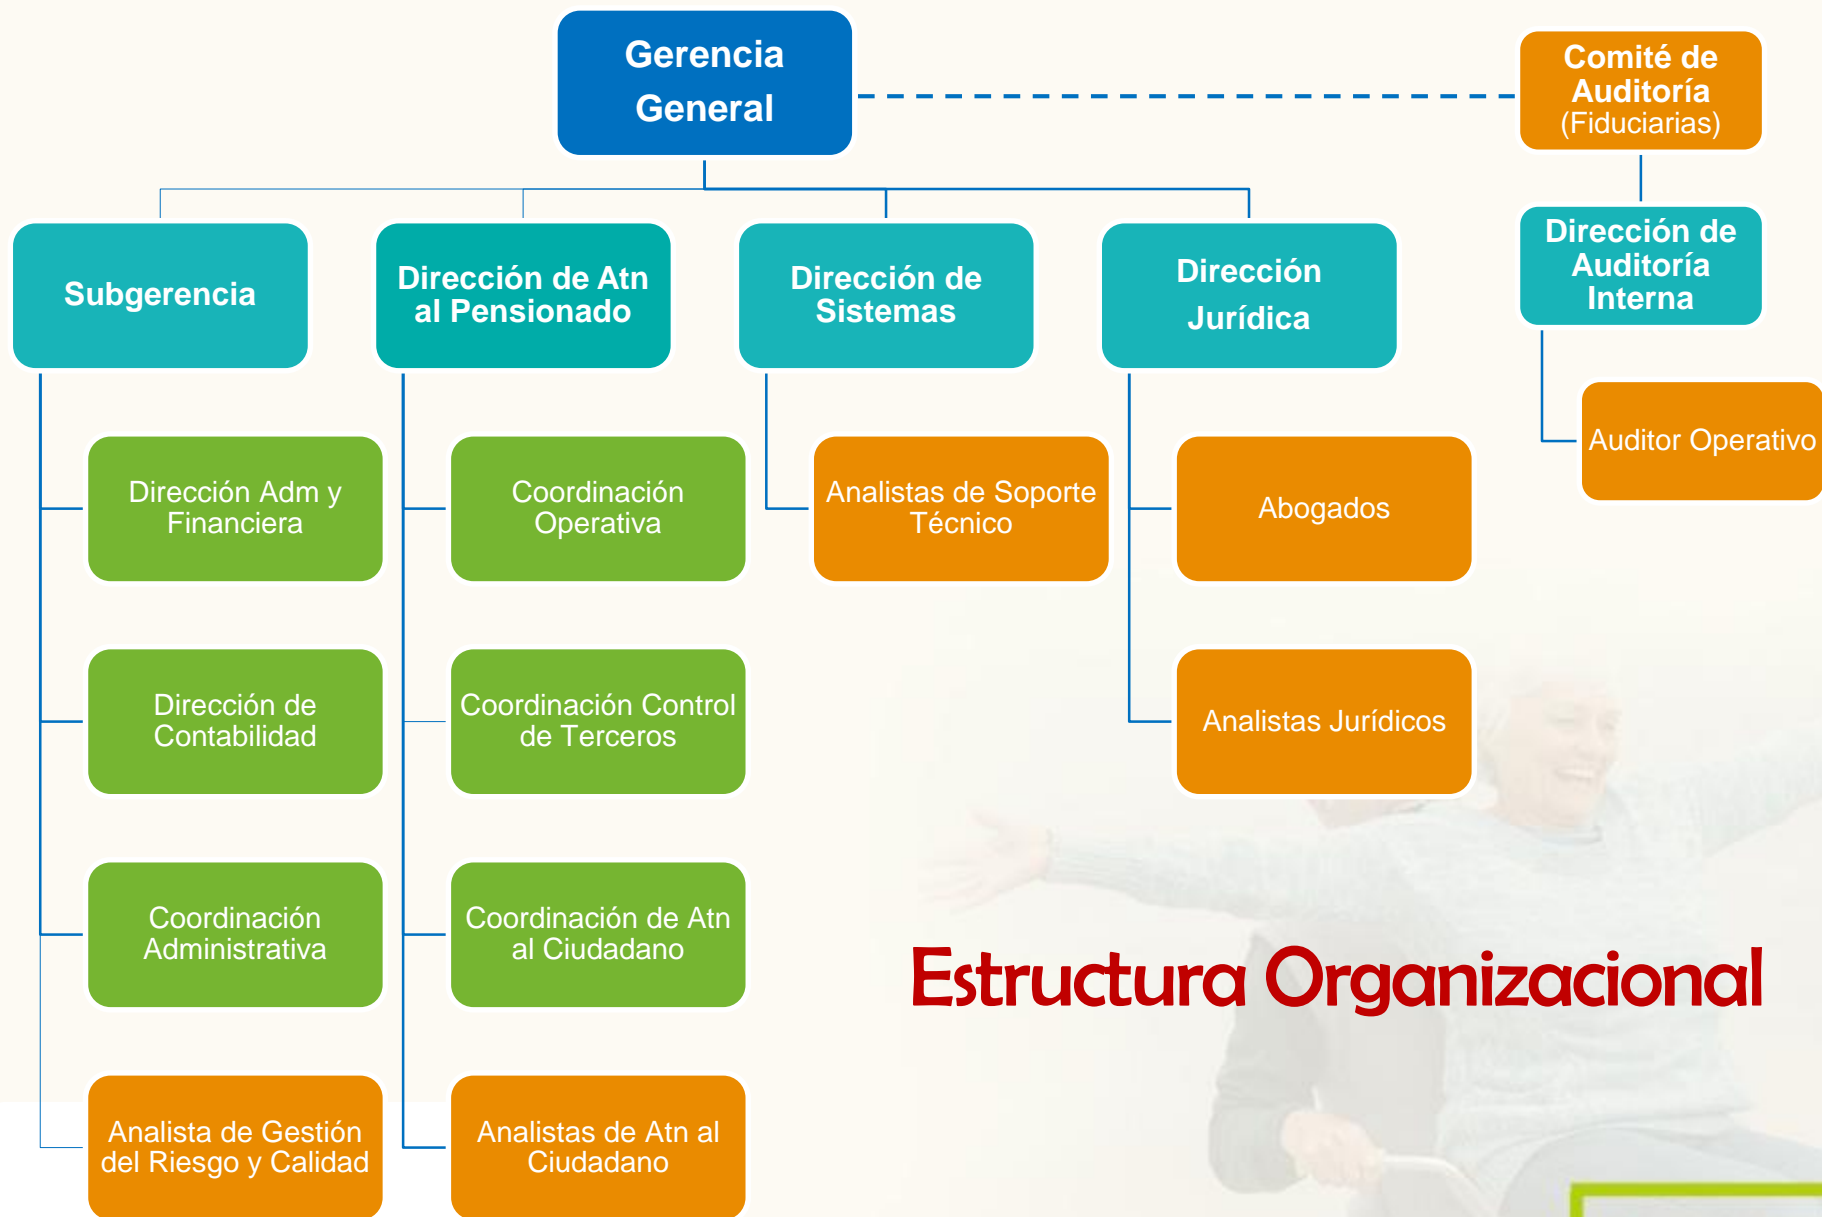 Gerencia
General
Comité de
Auditoría
(Fiduciarias)
Subgerencia
Dirección de Atn
al Pensionado
Dirección de
Sistemas
Dirección
Jurídica
Dirección de
Auditoría
Interna
Auditor Operativo
Dirección Adm y
Financiera
Coordinación
Operativa
Analistas de Soporte
Técnico
Abogados
Dirección de
Contabilidad
Coordinación Control
de Terceros
Analistas Jurídicos
Coordinación
Administrativa
Coordinación de Atn
al Ciudadano
Estructura Organizacional
Analista de Gestión
del Riesgo y Calidad
Analistas de Atn al
Ciudadano